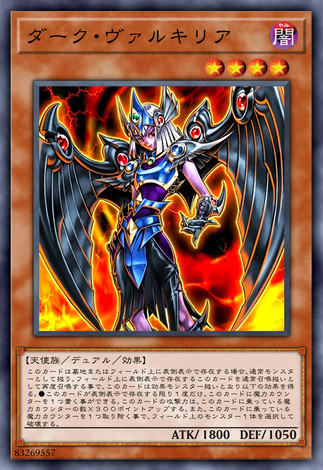 ダーク・ヴァルキリア
やみ
闇
【天使族／デュアル／効果】
このカードは墓地またはフィールド上に表側表示で存在する場合、通常モンスタ
ーとして扱う。フィールド上に表側表示で存在するこのカードを通常召喚扱いと
して再度召喚する事で、このカードは効果モンスター扱いとなり以下の効果を得
る。●このカードが表側表示で存在する限り１度だけ、このカードに魔力カウン
ターを１つ置く事ができる。このカードの攻撃力は、このカードに乗っている魔
力カウンターの数×３００ポイントアップする。また、このカードに乗っている魔
力カウンターを１つ取り除く事で、フィールド上のモンスター１体を選択して
破壊する。
ATK/ 1800 DEF/1050
83269557